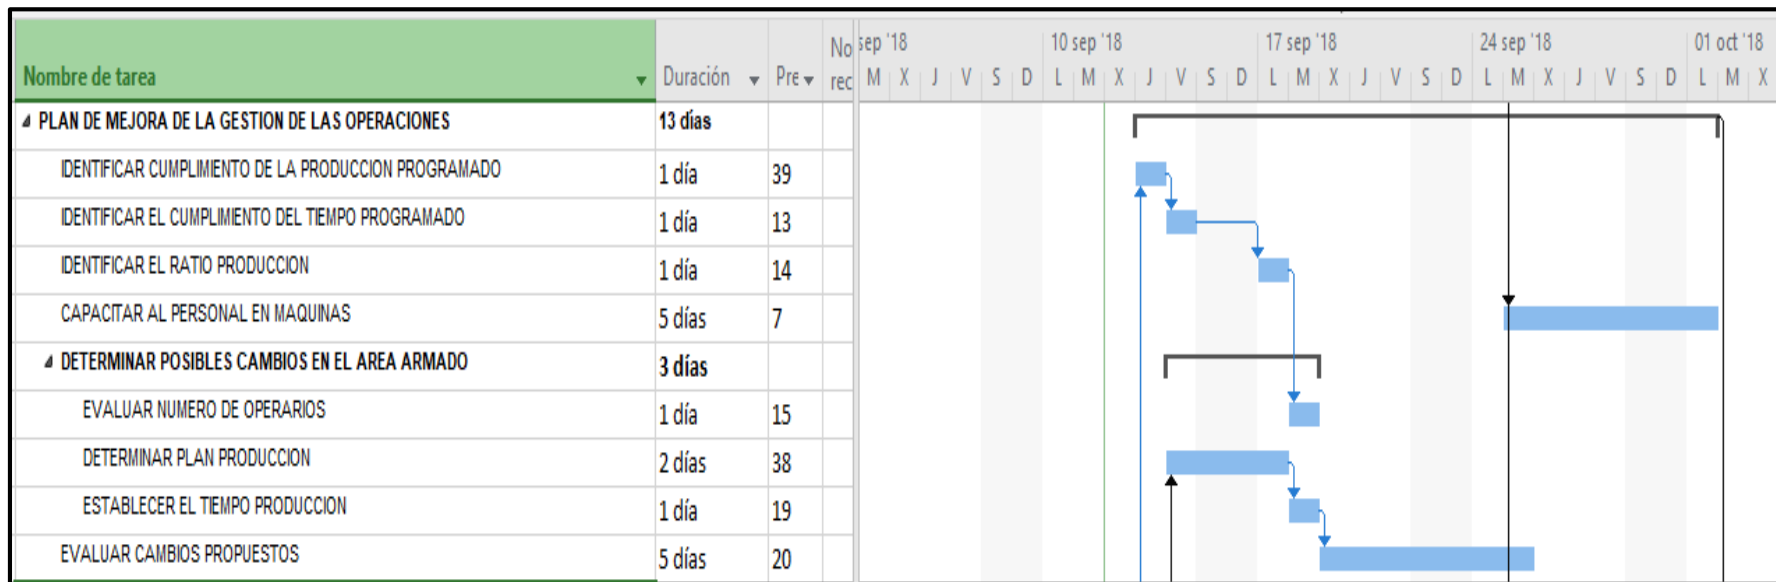 sep '18 10 sep '18 17 sep '18 24 sep '18 01 oct '18
Nombre de tarea Duración Pre No rec M X J V S D L M X J V S D L M X J V S D L M X J V S D L M X
PLAN DE MEJORA DE LA GESTION DE LAS OPERACIONES 13 días
IDENTIFICAR CUMPLIMIENTO DE LA PRODUCCION PROGRAMADO 1 día 39
IDENTIFICAR EL CUMPLIMIENTO DEL TIEMPO PROGRAMADO 1 día 13
IDENTIFICAR EL RATIO PRODUCCION 1 día 14
CAPACITAR AL PERSONAL EN MAQUINAS 5 días 7
DETERMINAR POSIBLES CAMBIOS EN EL AREA ARMADO 3 días
EVALUAR NUMERO DE OPERARIOS 1 día 15
DETERMINAR PLAN PRODUCCION 2 días 38
ESTABLECER EL TIEMPO PRODUCCION 1 día 19
EVALUAR CAMBIOS PROPUESTOS 5 días 20